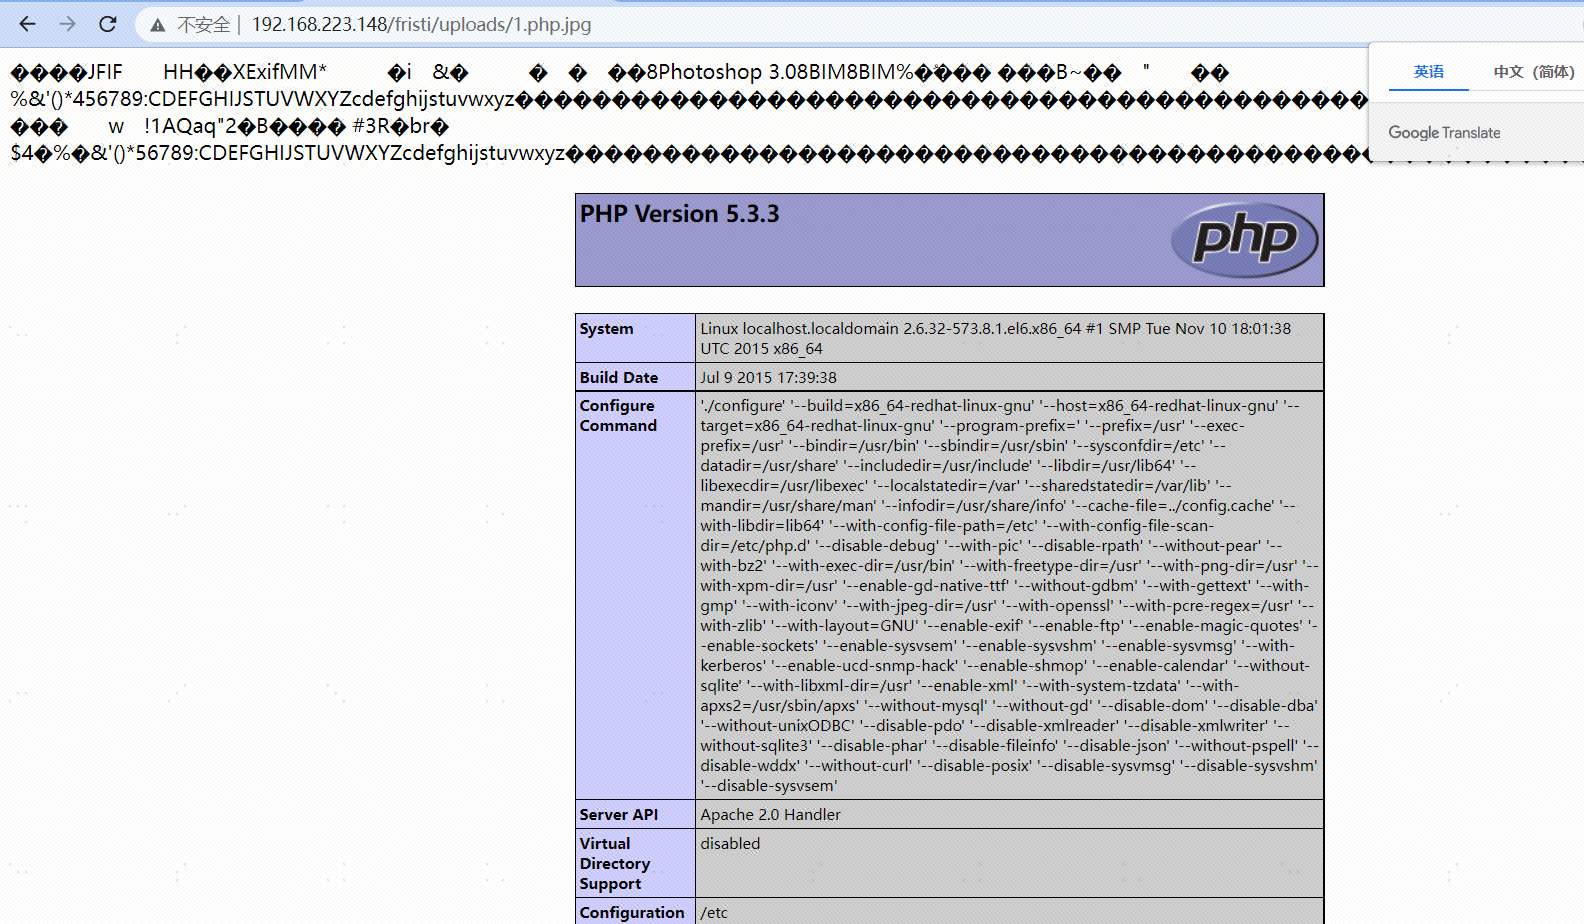 不安全 | 192.168.223.148/fristi/uploads/1.php.jpg
����JFIF HH��XExifMM* �i &� � � ��8Photoshop 3.08BIM8BIM%�
英语 中文（简体）
%&'()*456789:CDEFGHIJSTUVWXYZcdefghijstuvwxyz
��� w !1AQaq"2�B���� #3R�br�
Google Translate
$4�%�&'()*56789:CDEFGHIJSTUVWXYZcdefghijstuvwxyz
PHP Version 5.3.3
php
System Linux localhost.localdomain 2.6.32-573.8.1.el6.x86_64 #1 SMP Tue Nov 10 18:01:38
UTC 2015 x86_64
Build Date Jul 9 2015 17:39:38
Configure './configure' '--build=x86_64-redhat-linux-gnu' '--host=x86_64-redhat-linux-gnu' '--
Command target=x86_64-redhat-linux-gnu' '--program-prefix=' '--prefix=/usr' '--exec-
prefix=/usr' '--bindir=/usr/bin' '--sbindir=/usr/sbin' '--sysconfdir=/etc' '--
datadir=/usr/share' '--includedir=/usr/include' '--libdir=/usr/lib64' '--
libexecdir=/usr/libexec' '--localstatedir=/var' '--sharedstatedir=/var/lib' '--
mandir=/usr/share/man' '--infodir=/usr/share/info' '--cache-file=../config.cache' '--
with-libdir=lib64' '--with-config-file-path=/etc' '--with-config-file-scan-
dir=/etc/php.d' '--disable-debug' '--with-pic' '--disable-rpath' '--without-pear' '--
with-bz2' '--with-exec-dir=/usr/bin' '--with-freetype-dir=/usr' '--with-png-dir=/usr' '--
with-xpm-dir=/usr' '--enable-gd-native-ttf' '--without-gdbm' '--with-gettext' '--with-
gmp' '--with-iconv' '--with-jpeg-dir=/usr' '--with-openssl' '--with-pcre-regex=/usr' '--
with-zlib' '--with-layout=GNU' '--enable-exif' '--enable-ftp' '--enable-magic-quotes' '-
-enable-sockets' '--enable-sysvsem' '--enable-sysvshm' '--enable-sysvmsg' '--with-
kerberos' '--enable-ucd-snmp-hack' '--enable-shmop' '--enable-calendar' '--without-
sqlite' '--with-libxml-dir=/usr' '--enable-xml' '--with-system-tzdata' '--with-
apxs2=/usr/sbin/apxs' '--without-mysql' '--without-gd' '--disable-dom' '--disable-dba'
'--without-unixODBC' '--disable-pdo' '--disable-xmlreader' '--disable-xmlwriter' '--
without-sqlite3' '--disable-phar' '--disable-fileinfo' '--disable-json' '--without-pspell' '--
disable-wddx' '--without-curl' '--disable-posix' '--disable-sysvmsg' '--disable-sysvshm'
'--disable-sysvsem'
Server API Apache 2.0 Handler
Virtual disabled
Directory
Support
Configuration /etc